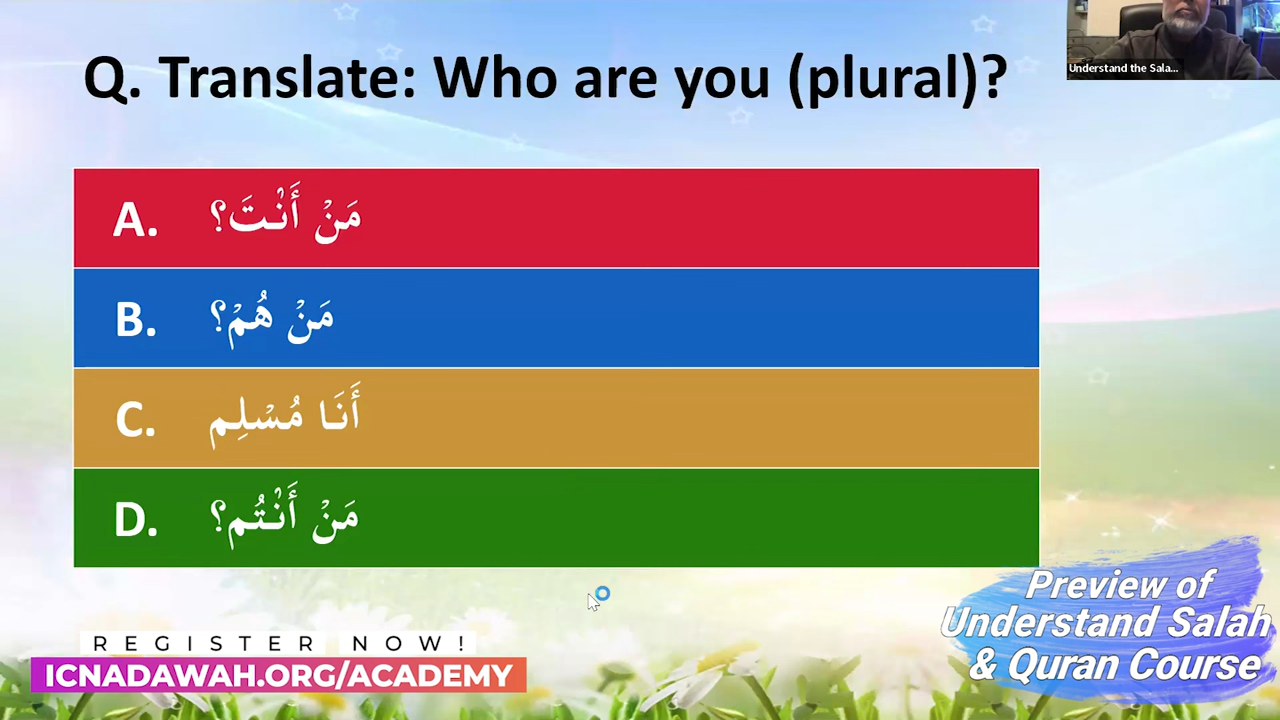 Q. Translate: Who are you (plural)?
Understand the Sala...
A. مَنْ أَنْتَ؟
B. مَنْ هُمْ؟
C. أَنَا مُسْلِم
D. مَنْ أَنْتُم؟
Preview of
Understand Salah
& Quran Course
REGISTER NOW!
ICNADAWAH.ORG/ACADEMY